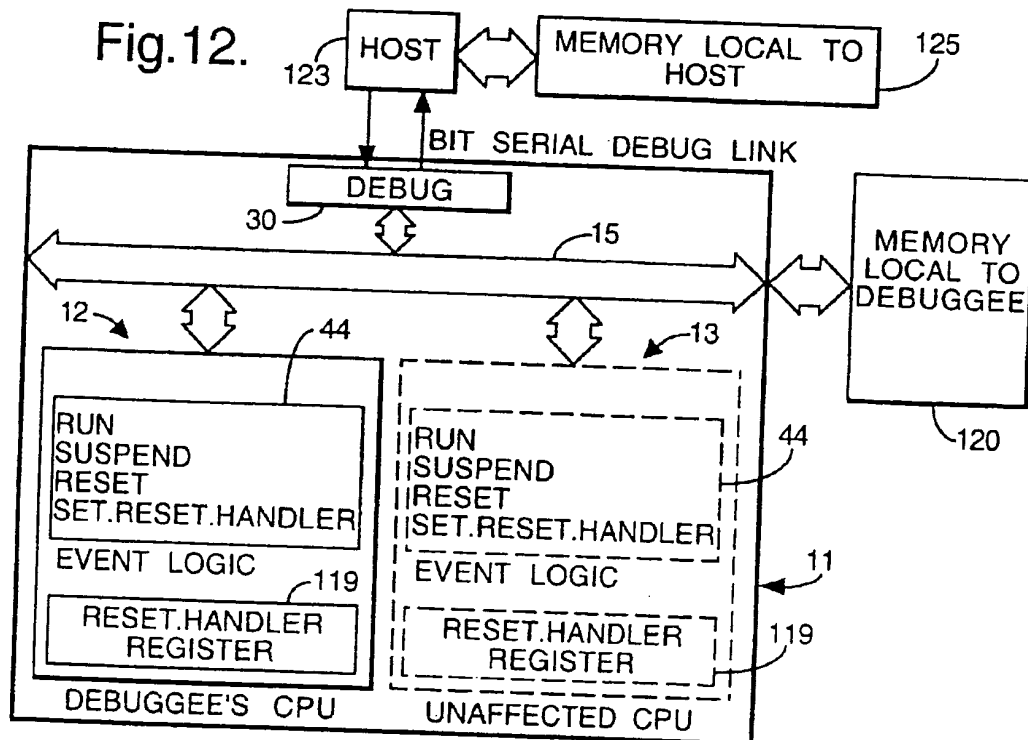 Fig.12.
HOST
123
MEMORY LOCAL TO
HOST
125
BIT SERIAL DEBUG LINK
DEBUG
30
15
MEMORY
LOCAL TO
DEBUGGEE
120
12
44
13
RUN
SUSPEND
RESET
SET.RESET.HANDLER
EVENT LOGIC
119
RESET.HANDLER
REGISTER
DEBUGGEE'S CPU
RUN
SUSPEND
RESET
SET.RESET.HANDLER
44
EVENT LOGIC
11
RESET.HANDLER
REGISTER
119
UNAFFECTED CPU